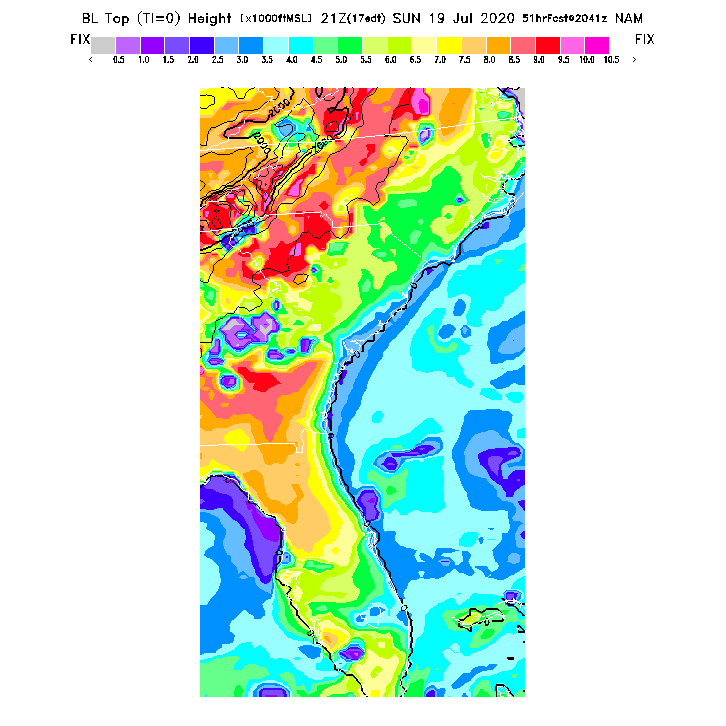 BL Top (TI=0) Height [x1000ftMSL] 21Z(17edt) SUN 19 Jul 2020 51hrFcst@2041z NAM
FIX FIX
< 0.5 1.0 1.5 2.0 2.5 3.0 3.5 4.0 4.5 5.0 5.5 6.0 6.5 7.0 7.5 8.0 8.5 9.0 9.5 10.0 10.5 >
2000
2000